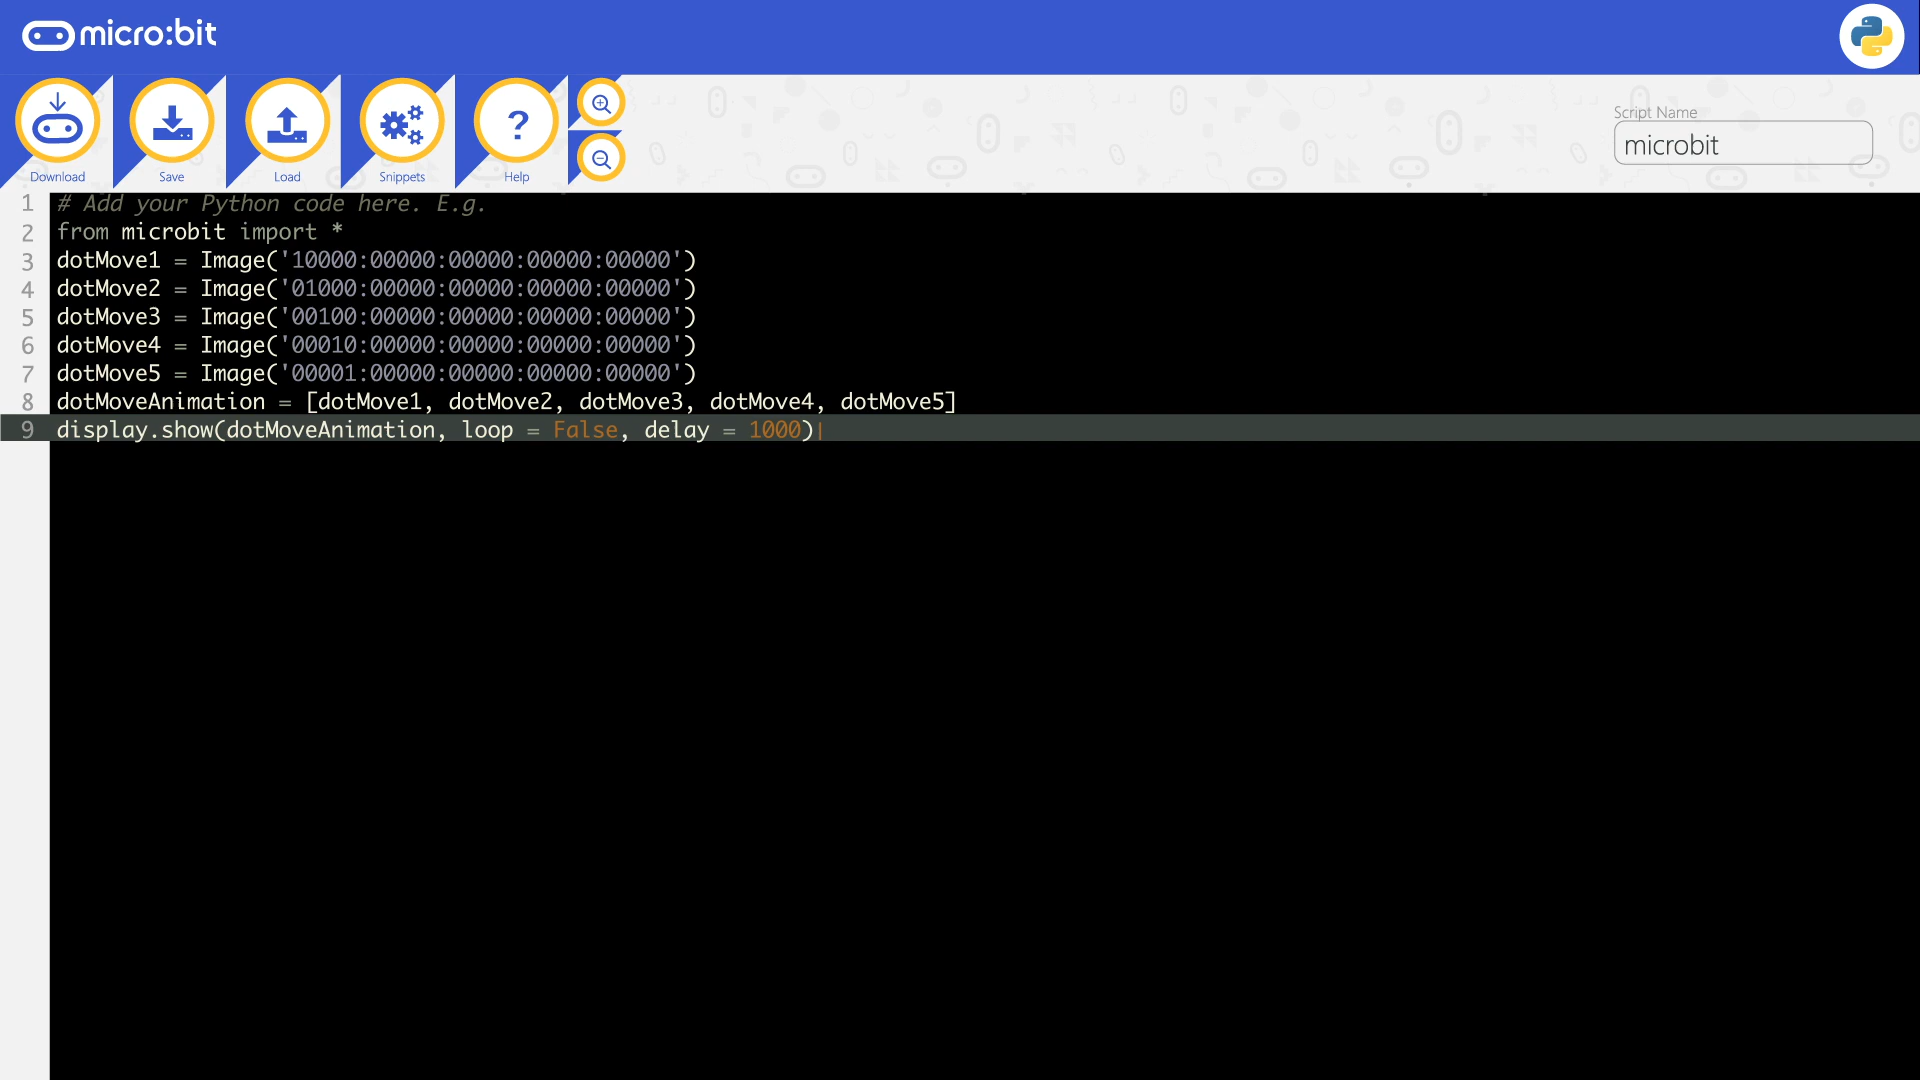 micro:bit
Download
Save
Load
Snippets
?
Help
Script Name
microbit
1 # Add your Python code here. E.g.
2 from microbit import *
3 dotMove1 = Image('10000:00000:00000:00000:00000')
4 dotMove2 = Image('01000:00000:00000:00000:00000')
5 dotMove3 = Image('00100:00000:00000:00000:00000')
6 dotMove4 = Image('00010:00000:00000:00000:00000')
7 dotMove5 = Image('00001:00000:00000:00000:00000')
8 dotMoveAnimation = [dotMove1, dotMove2, dotMove3, dotMove4, dotMove5]
9 display.show(dotMoveAnimation, loop = False, delay = 1000)